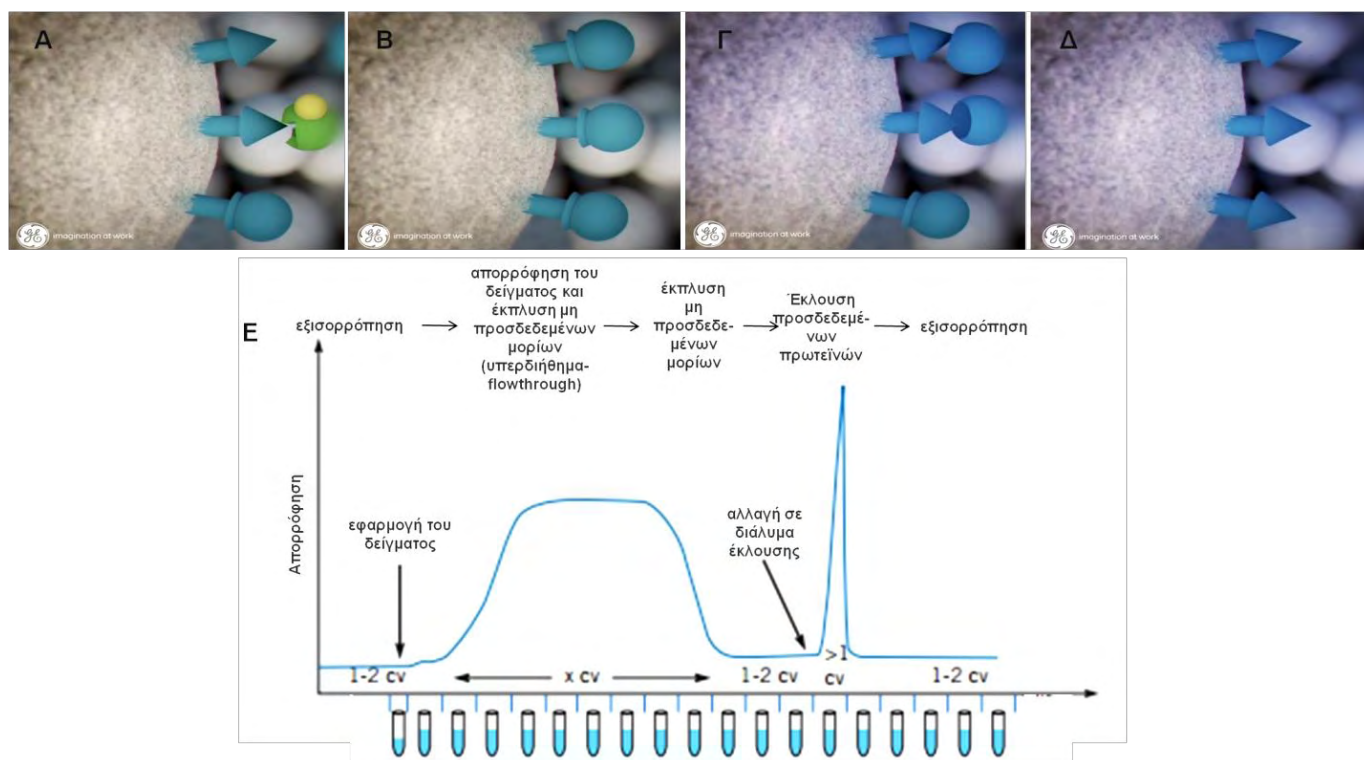 Α
Β
Γ
Δ
imagination at work
imagination at work
imagination at work
imagination at work
Ε
εξισορρόπηση
απορρόφηση του
δείγματος και
έκπλυση μη
προσδεδεμένων
μορίων
(υπερδιήθημα-
flowthrough)
έκπλυση
μη
προσδεδε-
μένων
μορίων
Έκλουση
προσδεδεμέ-
νων
πρωτεϊνών
εξισορρόπηση
Απορρόφηση
εφαρμογή του
δείγματος
αλλαγή σε
διάλυμα
έκλουσης
1-2 cv
x cv
1-2 cv
>1
cv
1-2 cv